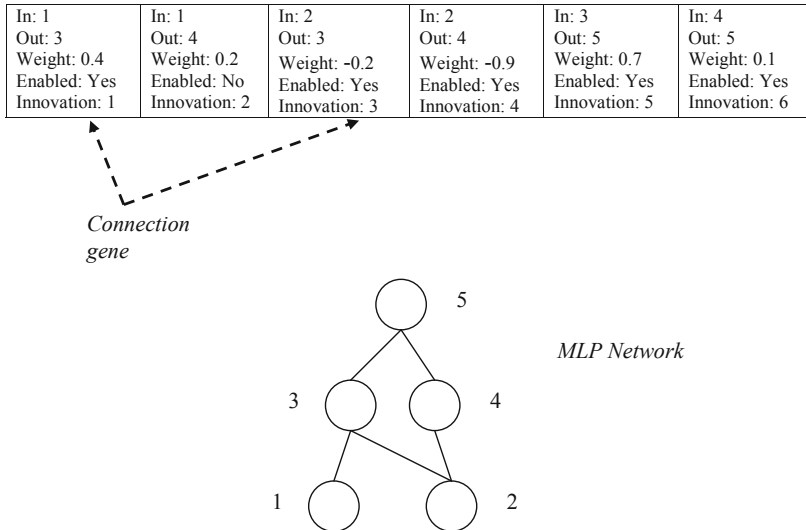 In: 1
Out: 3
Weight: 0.4
Enabled: Yes
Innovation: 1
In: 1
Out: 4
Weight: 0.2
Enabled: No
Innovation: 2
In: 2
Out: 3
Weight: -0.2
Enabled: Yes
Innovation: 3
In: 2
Out: 4
Weight: -0.9
Enabled: Yes
Innovation: 4
In: 3
Out: 5
Weight: 0.7
Enabled: Yes
Innovation: 5
In: 4
Out: 5
Weight: 0.1
Enabled: Yes
Innovation: 6
Connection
gene
5
MLP Network
3
4
1
2